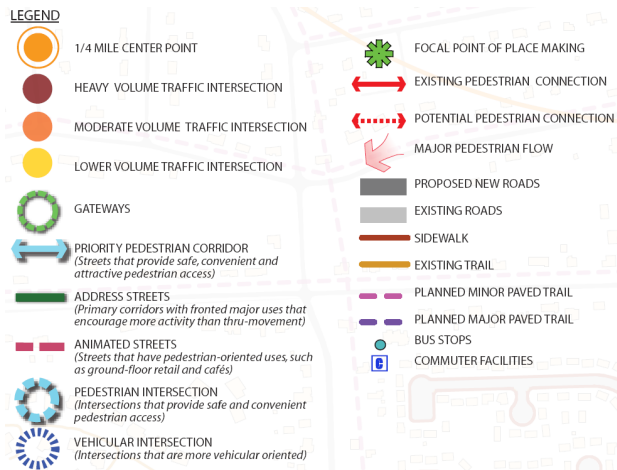 LEGEND
1/4 MILE CENTER POINT
HEAVY VOLUME TRAFFIC INTERSECTION
MODERATE VOLUME TRAFFIC INTERSECTION
LOWER VOLUME TRAFFIC INTERSECTION
GATEWAYS
PRIORITY PEDESTRIAN CORRIDOR
(Streets that provide safe, convenient and
attractive pedestrian access)
ADDRESS STREETS
(Primary corridors with fronted major uses that
encourage more activity than thru-movement)
ANIMATED STREETS
(Streets that have pedestrian-oriented uses, such
as ground-floor retail and cafés)
PEDESTRIAN INTERSECTION
(Intersections that provide safe and convenient
pedestrian access)
VEHICULAR INTERSECTION
(Intersections that are more vehicular oriented)
FOCAL POINT OF PLACE MAKING
EXISTING PEDESTRIAN CONNECTION
POTENTIAL PEDESTRIAN CONNECTION
MAJOR PEDESTRIAN FLOW
PROPOSED NEW ROADS
EXISTING ROADS
SIDEWALK
EXISTING TRAIL
PLANNED MINOR PAVED TRAIL
PLANNED MAJOR PAVED TRAIL
BUS STOPS
C COMMUTER FACILITIES